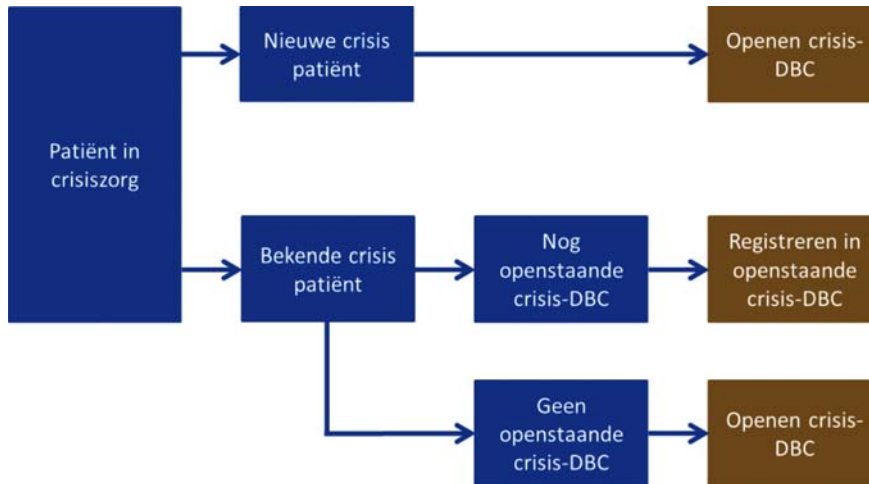 Patiënt in
crisiszorg
Nieuwe crisis
patiënt
Openen crisis-
DBC
Bekende crisis
patiënt
Nog
openstaande
crisis-DBC
Registreren in
openstaande
crisis-DBC
Geen
openstaande
crisis-DBC
Openen crisis-
DBC